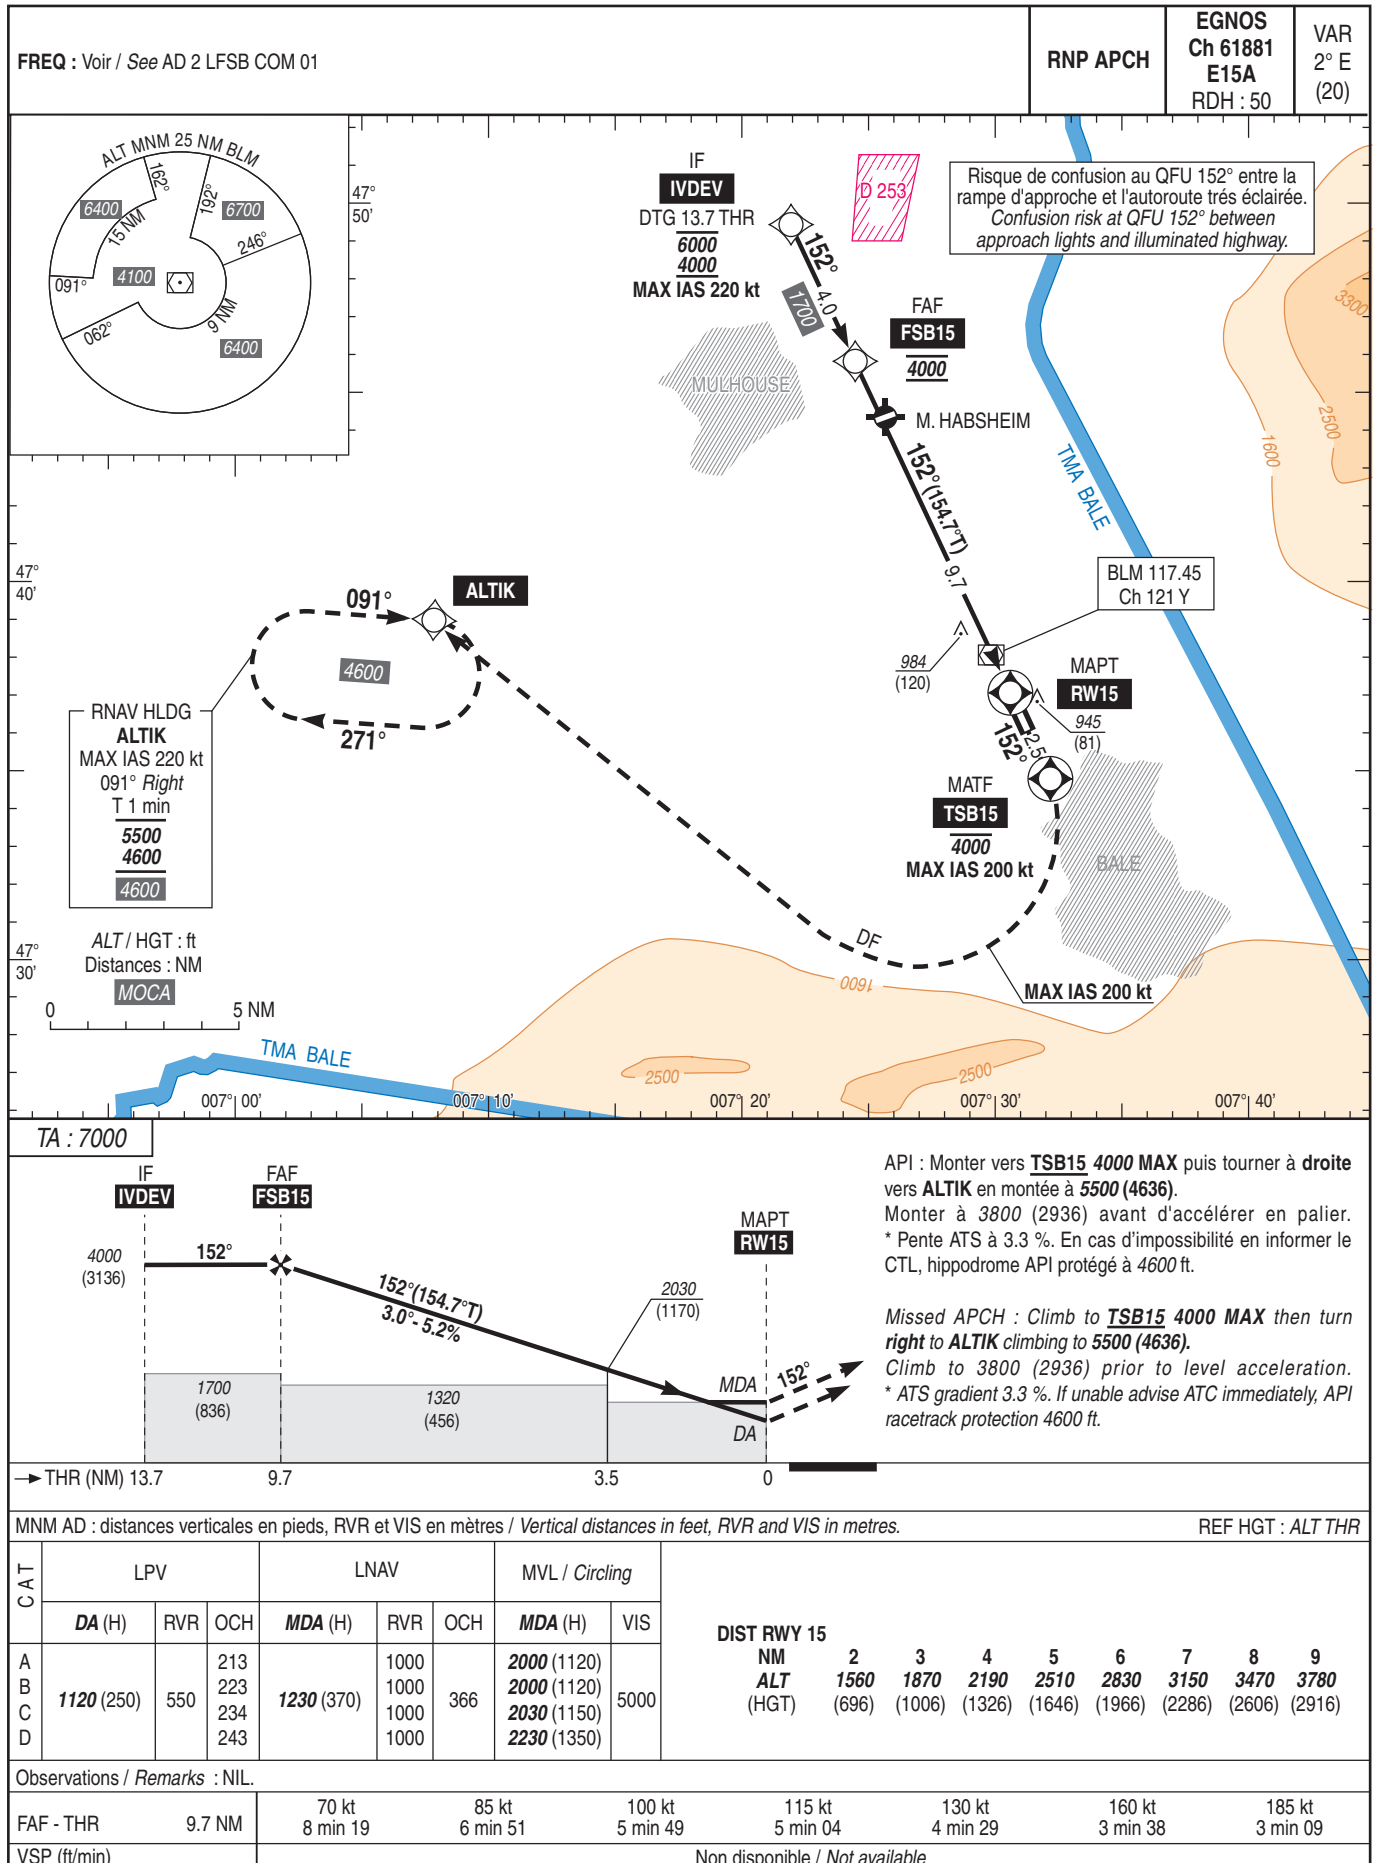 FREQ : Voir / See AD 2 LFSB COM 01
RNP APCH
EGNOS
Ch 61881
E15A
RDH : 50
VAR
2° E
(20)
ALT MNM 25 NM BLM
162°
192°
6400
6700
15 NM
246°
4100
091°
062°
9 NM
6400
47°
50'
IF
IVDEV
DTG 13.7 THR
6000
4000
MAX IAS 220 kt
D 253
Risque de confusion au QFU 152° entre la
rampe d'approche et l'autoroute trés éclairée.
Confusion risk at QFU 152° between
approach lights and illuminated highway.
152°
4.0
1700
FAF
FSB15
4000
3300
2500
1600
MULHOUSE
M. HABSHEIM
152°(154.7°T)
9.7
TMA BALE
47°
40'
091°
ALTIK
4600
271°
BLM 117.45
Ch 121 Y
984
(120)
MAPT
RW15
945
(81)
2.5
152°
RNAV HLDG
ALTIK
MAX IAS 220 kt
091° Right
T 1 min
5500
4600
4600
MATF
TSB15
4000
MAX IAS 200 kt
BALE
ALT / HGT : ft
Distances : NM
MOCA
47°
30'
DF
1600
MAX IAS 200 kt
0
5 NM
TMA BALE
2500
2500
007° 00'
007° 10'
007° 20'
007° 30'
007° 40'
TA : 7000
IF
IVDEV
FAF
FSB15
MAPT
RW15
4000
(3136)
152°
152°(154.7°T)
3.0°- 5.2%
2030
(1170)
1700
(836)
1320
(456)
MDA
152°
DA
THR (NM) 13.7
9.7
3.5
0
API : Monter vers TSB15 4000 MAX puis tourner à droite
vers ALTIK en montée à 5500 (4636).
Monter à 3800 (2936) avant d'accélérer en palier.
* Pente ATS à 3.3 %. En cas d'impossibilité en informer le
CTL, hippodrome API protégé à 4600 ft.
Missed APCH : Climb to TSB15 4000 MAX then turn
right to ALTIK climbing to 5500 (4636).
Climb to 3800 (2936) prior to level acceleration.
* ATS gradient 3.3 %. If unable advise ATC immediately, API
racetrack protection 4600 ft.
MNM AD : distances verticales en pieds, RVR et VIS en mètres / Vertical distances in feet, RVR and VIS in metres.
REF HGT : ALT THR
CAT
LPV
LNAV
MVL / Circling
DA (H)
RVR
OCH
MDA (H)
RVR
OCH
MDA (H)
VIS
A
B
C
D
1120 (250)
550
213
223
234
243
1230 (370)
1000
1000
1000
1000
366
2000 (1120)
2000 (1120)
2030 (1150)
2230 (1350)
5000
DIST RWY 15
NM 2 3 4 5 6 7 8 9
ALT 1560 1870 2190 2510 2830 3150 3470 3780
(HGT) (696) (1006) (1326) (1646) (1966) (2286) (2606) (2916)
Observations / Remarks : NIL.
FAF - THR 9.7 NM
70 kt 85 kt 100 kt 115 kt 130 kt 160 kt 185 kt
8 min 19 6 min 51 5 min 49 5 min 04 4 min 29 3 min 38 3 min 09
VSP (ft/min)
Non disponible / Not available